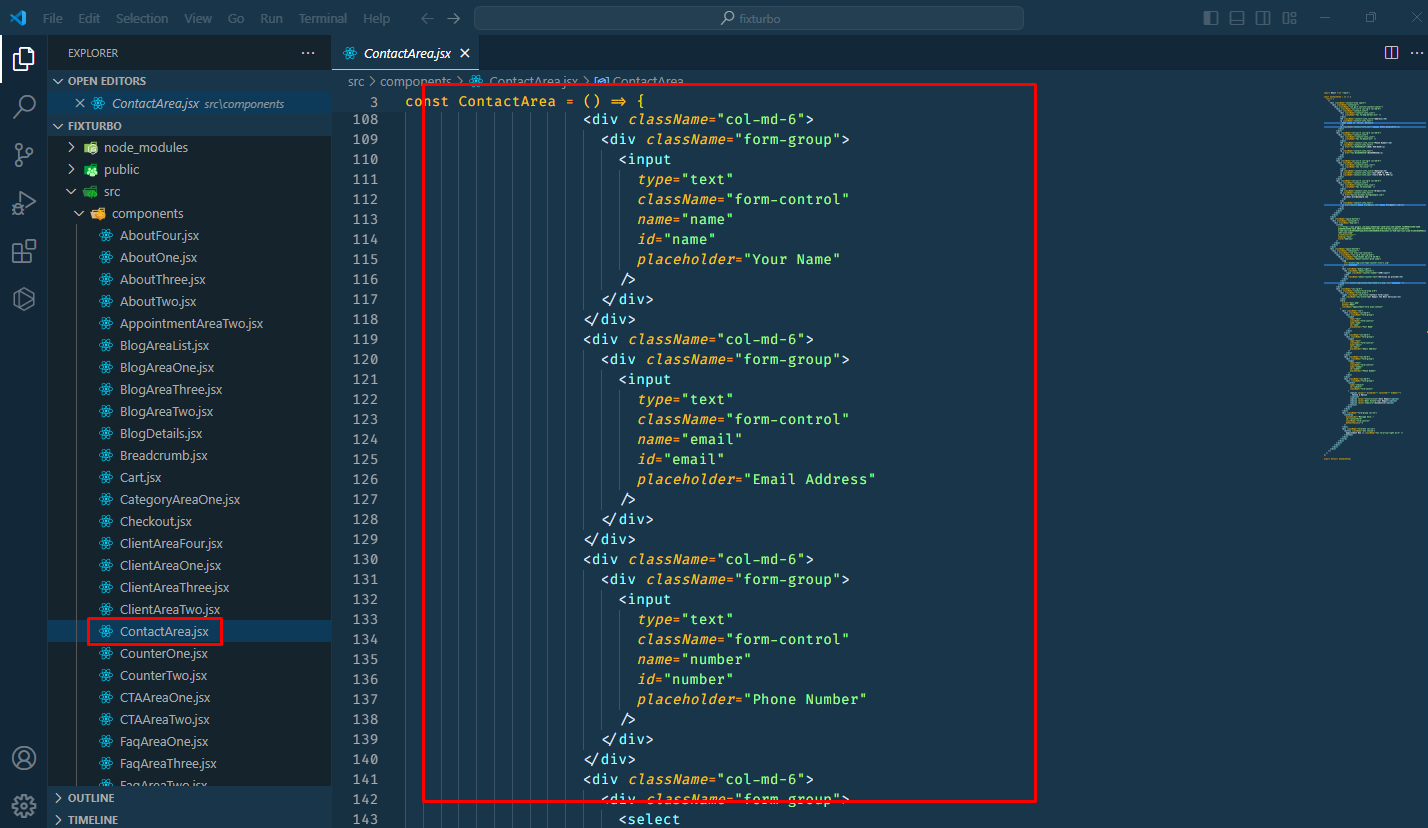 File Edit Selection View Go Run Terminal Help
fixturbo
EXPLORER
OPEN EDITORS
ContactArea.jsx src\components
FIXTURBO
node_modules
public
src
components
AboutFour.jsx
AboutOne.jsx
AboutThree.jsx
AboutTwo.jsx
AppointmentAreaTwo.jsx
BlogAreaList.jsx
BlogAreaOne.jsx
BlogAreaThree.jsx
BlogAreaTwo.jsx
BlogDetails.jsx
Breadcrumb.jsx
Cart.jsx
CategoryAreaOne.jsx
Checkout.jsx
ClientAreaFour.jsx
ClientAreaOne.jsx
ClientAreaThree.jsx
ClientAreaTwo.jsx
ContactArea.jsx
CounterOne.jsx
CounterTwo.jsx
CTAAreaOne.jsx
CTAAreaTwo.jsx
FaqAreaOne.jsx
FaqAreaThree.jsx
FaqAreaTwo.jsx
OUTLINE
TIMELINE
ContactArea.jsx
src > components > ContactArea.jsx > ContactArea
3 const ContactArea = () => {
108 <div className="col-md-6">
109 <div className="form-group">
110 <input
111 type="text"
112 className="form-control"
113 name="name"
114 id="name"
115 placeholder="Your Name"
116 />
117 </div>
118 </div>
119 <div className="col-md-6">
120 <div className="form-group">
121 <input
122 type="text"
123 className="form-control"
124 name="email"
125 id="email"
126 placeholder="Email Address"
127 />
128 </div>
129 </div>
130 <div className="col-md-6">
131 <div className="form-group">
132 <input
133 type="text"
134 className="form-control"
135 name="number"
136 id="number"
137 placeholder="Phone Number"
138 />
139 </div>
140 </div>
141 <div className="col-md-6">
142 <div className="form-group">
143 <select